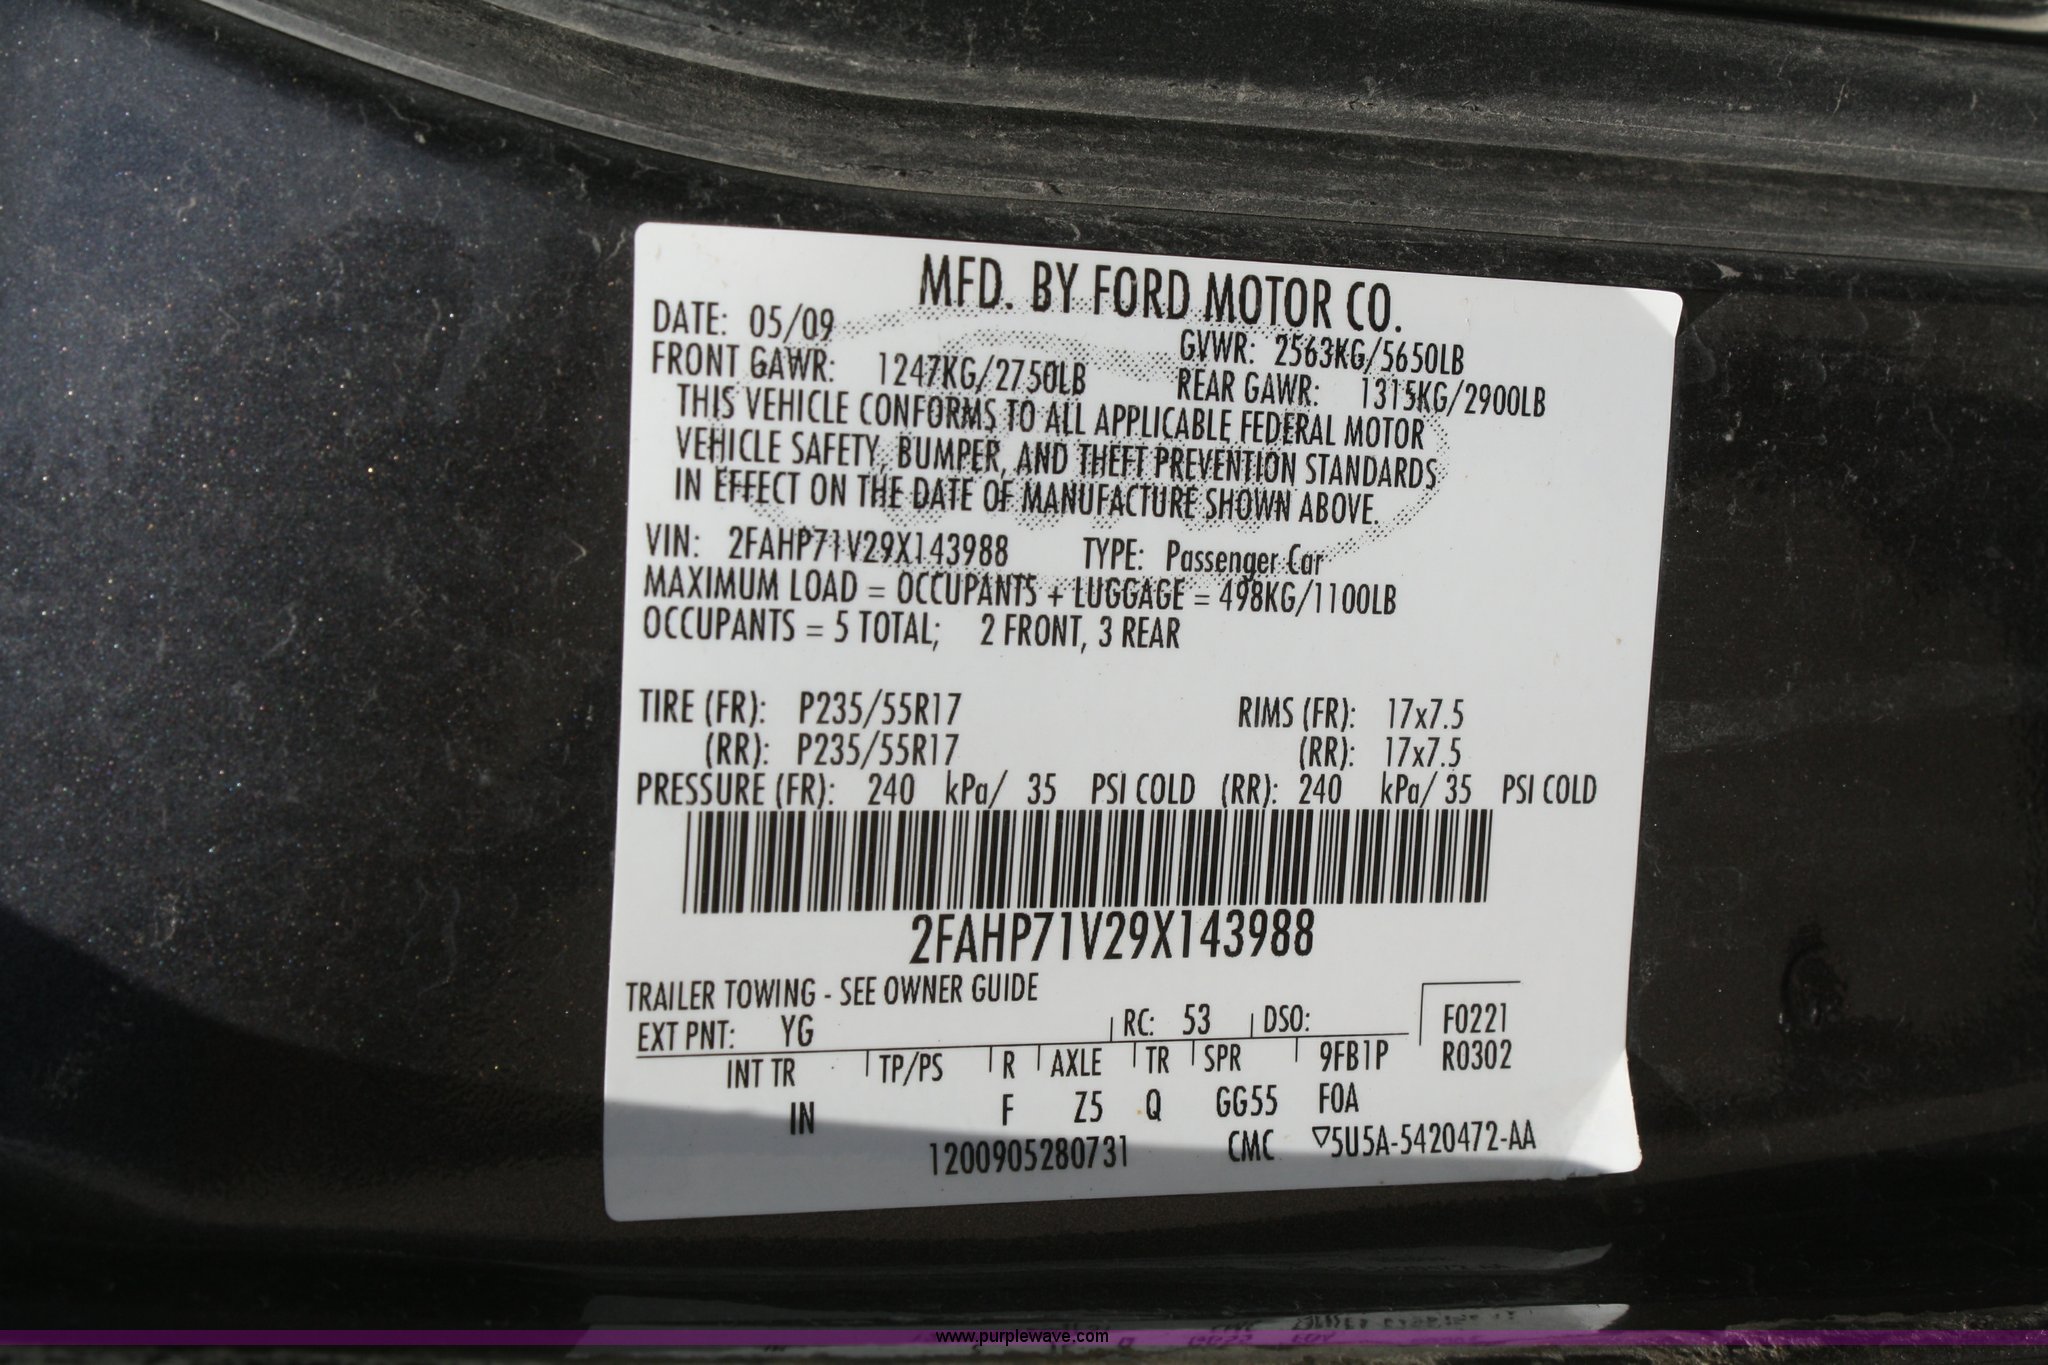 MFD. BY FORD MOTOR CO.
DATE: 05/09 GVWR: 2563KG/5650LB
FRONT GAWR: 1247KG/2750LB REAR GAWR: 1315KG/2900LB
THIS VEHICLE CONFORMS TO ALL APPLICABLE FEDERAL MOTOR
VEHICLE SAFETY, BUMPER, AND THEFT PREVENTION STANDARDS
IN EFFECT ON THE DATE OF MANUFACTURE SHOWN ABOVE.
VIN: 2FAHP71V29X143988 TYPE: Passenger Car
MAXIMUM LOAD = OCCUPANTS + LUGGAGE = 498KG/1100LB
OCCUPANTS = 5 TOTAL; 2 FRONT, 3 REAR
TIRE (FR): P235/55R17 RIMS (FR): 17x7.5
(RR): P235/55R17 (RR): 17x7.5
PRESSURE (FR): 240 kPa/ 35 PSI COLD (RR): 240 kPa/ 35 PSI COLD
2FAHP71V29X143988
TRAILER TOWING - SEE OWNER GUIDE
EXT PNT: YG RC: 53 DSO: F0221
INT TR TP/PS R AXLE TR SPR 9FB1P R0302
IN F Z5 Q GG55 FOA
1200905280731 CMC ▽5U5A-5420472-AA
www.purplewave.com